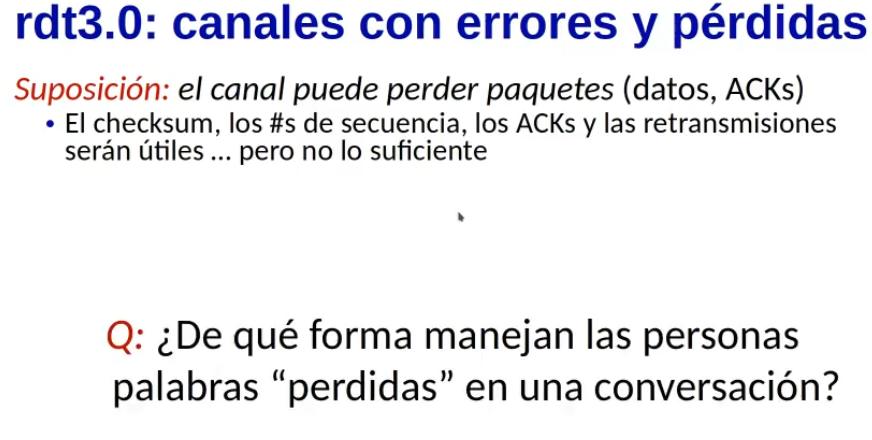 rdt3.0: canales con errores y pérdidas
Suposición: el canal puede perder paquetes (datos, ACKs)
• El checksum, los #s de secuencia, los ACKs y las retransmisiones
serán útiles ... pero no lo suficiente
Q: ¿De qué forma manejan las personas
palabras “perdidas” en una conversación?